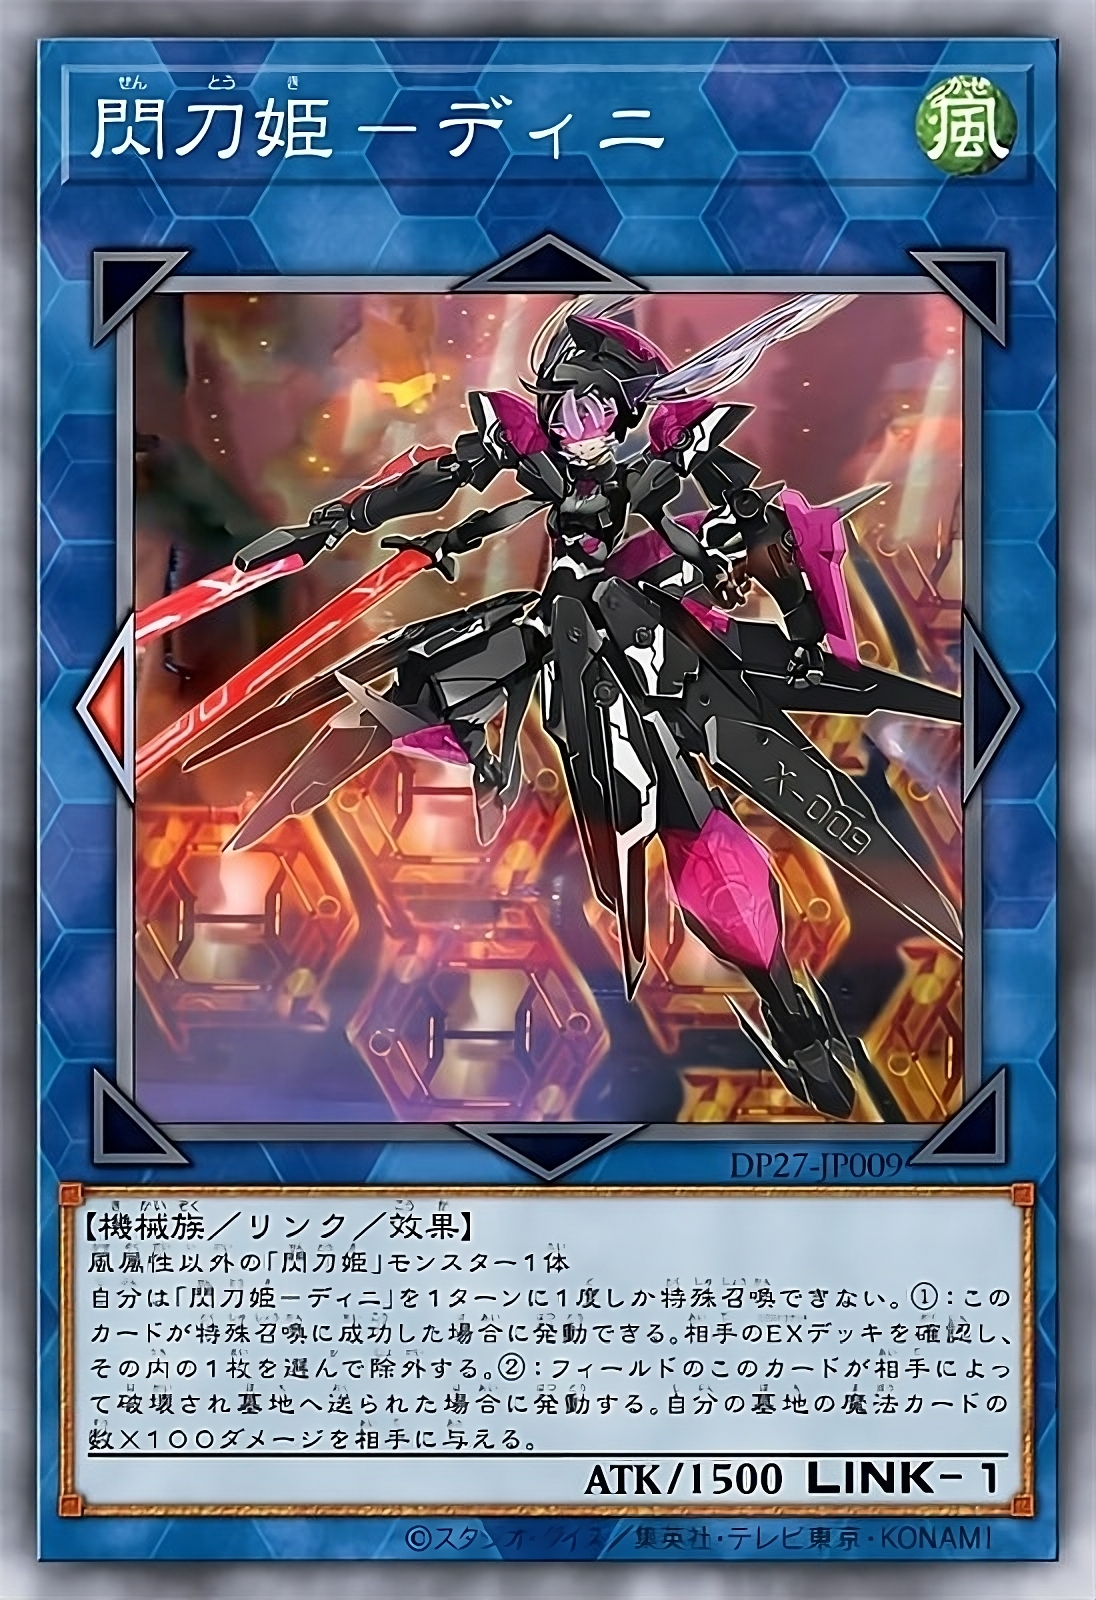 閃刀姫－ディニ
せん とう き
かぜ
風
X-009
DP27-JP009
【機械族／リンク／効果】
風属性以外の「閃刀姫」モンスター１体
自分は「閃刀姫－ディニ」を１ターンに１度しか特殊召喚できない。①：この
カードが特殊召喚に成功した場合に発動できる。相手のEXデッキを確認し、
その内の１枚を選んで除外する。②：フィールドのこのカードが相手によっ
て破壊され墓地へ送られた場合に発動する。自分の墓地の魔法カードの
数×１００ダメージを相手に与える。
ATK/1500 LINK-1
©スタジオ・ダイス／集英社・テレビ東京・KONAMI